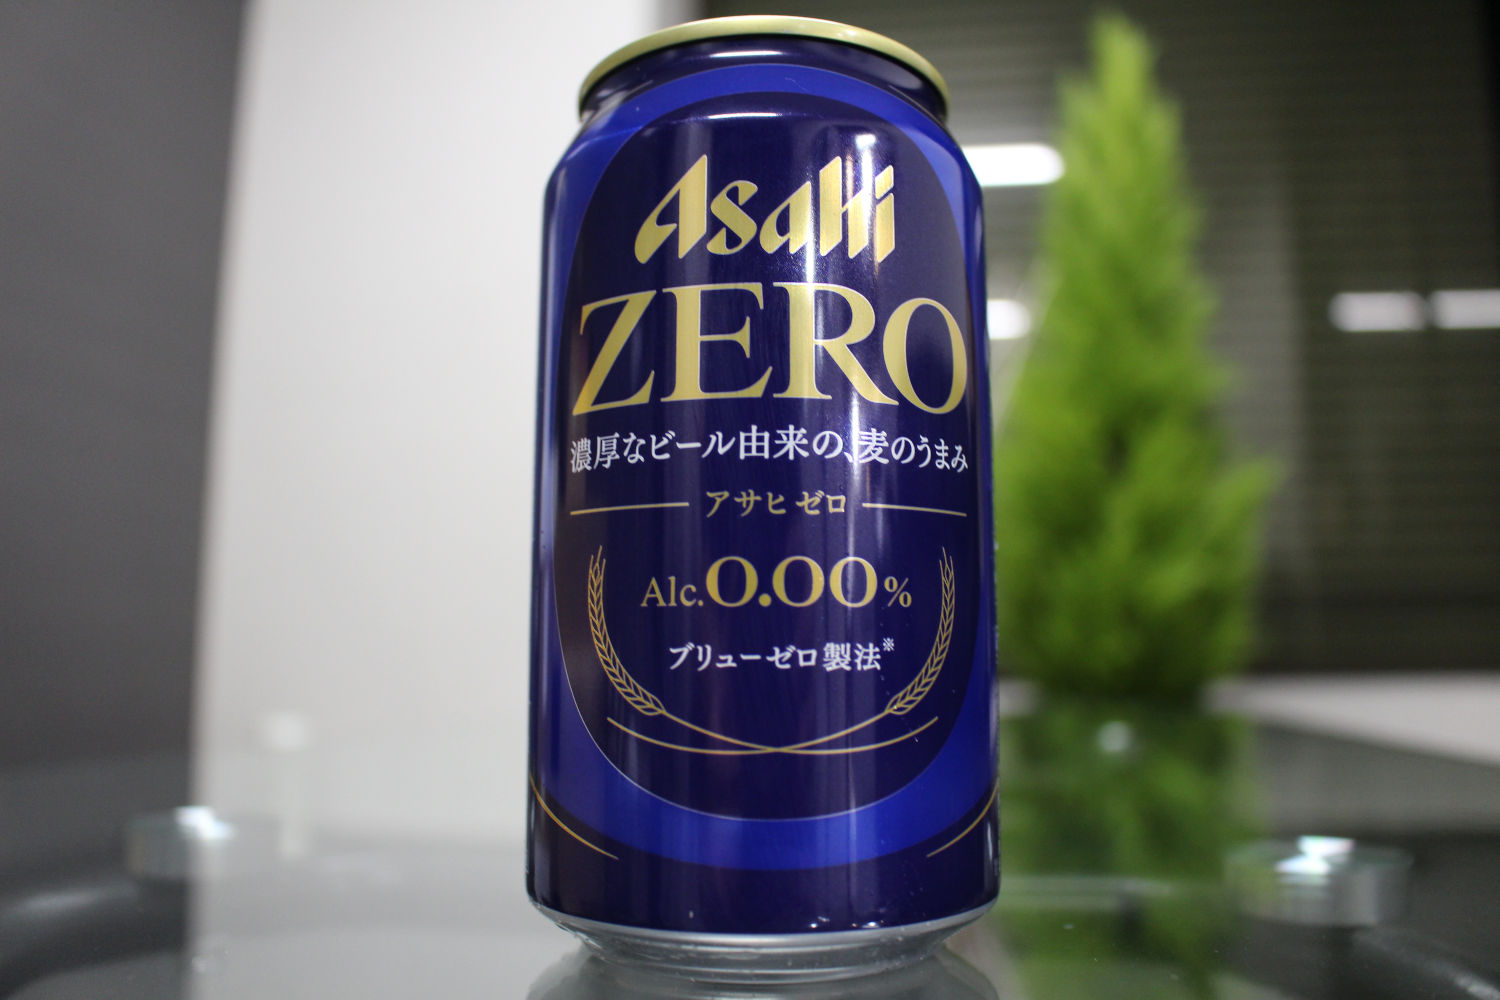 Asahi
ZERO
濃厚なビール由来の、麦のうまみ
アサヒ ゼロ
Alc.0.00%
ブリューゼロ製法※